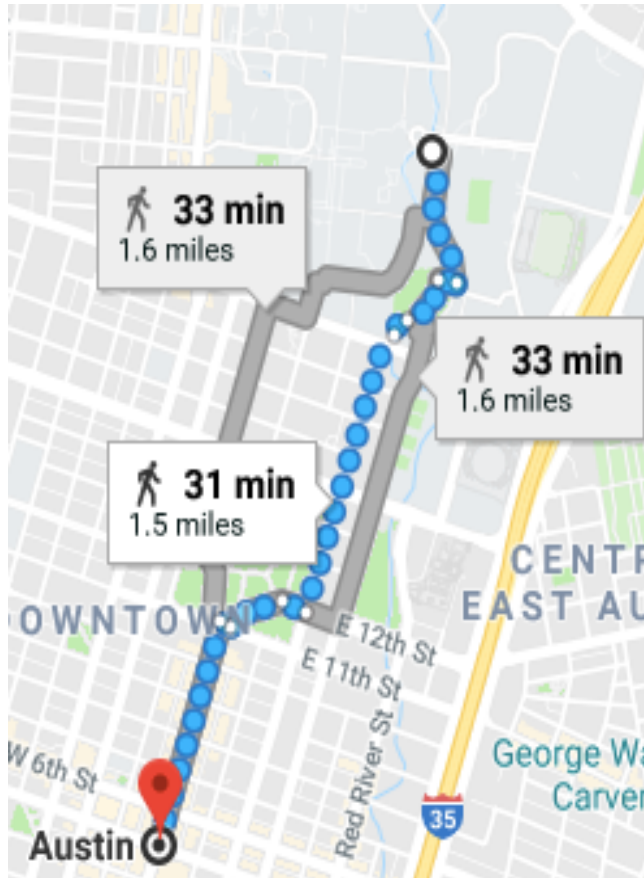 33 min
1.6 miles
33 min
1.6 miles
31 min
1.5 miles
CENTR
EAST AU
DOWNTOWN
E 12th St
E 11th St
Red River St
W 6th St
George Wa
Carver
35
Austin